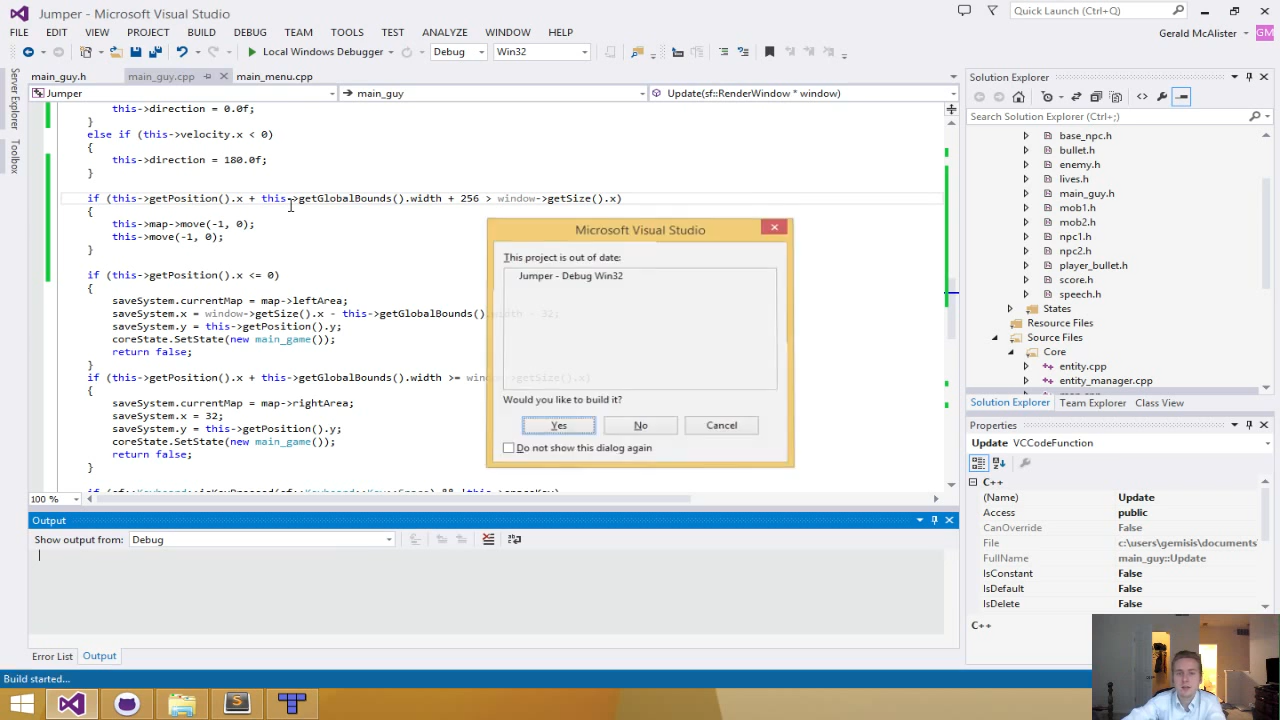 Jumper - Microsoft Visual Studio
Quick Launch (Ctrl+Q)
FILE EDIT VIEW PROJECT BUILD DEBUG TEAM TOOLS TEST ANALYZE WINDOW HELP
Gerald McAlister GM
Local Windows Debugger Debug Win32
main_guy.h main_guy.cpp main_menu.cpp
Jumper main_guy Update(sf::RenderWindow * window)
Server Explorer
Toolbox
this->direction = 0.0f;
}
else if (this->velocity.x < 0)
{
this->direction = 180.0f;
}
if (this->getPosition().x + this->getGlobalBounds().width + 256 > window->getSize().x)
{
this->map->move(-1, 0);
this->move(-1, 0);
}
if (this->getPosition().x <= 0)
{
saveSystem.currentMap = map->leftArea;
saveSystem.x = window->getSize().x - this->getGlobalBounds().width - 32;
saveSystem.y = this->getPosition().y;
coreState.SetState(new main_game());
return false;
}
if (this->getPosition().x + this->getGlobalBounds().width >= window->getSize().x)
{
saveSystem.currentMap = map->rightArea;
saveSystem.x = 32;
saveSystem.y = this->getPosition().y;
coreState.SetState(new main_game());
return false;
}
100 %
Microsoft Visual Studio
This project is out of date:
Jumper - Debug Win32
Would you like to build it?
Yes No Cancel
Do not show this dialog again
Output
Show output from: Debug
Error List Output
Build started...
Solution Explorer
Search Solution Explorer (Ctrl+;)
base_npc.h
bullet.h
enemy.h
lives.h
main_guy.h
mob1.h
mob2.h
npc1.h
npc2.h
player_bullet.h
score.h
speech.h
States
Resource Files
Source Files
Core
entity.cpp
entity_manager.cpp
Solution Explorer Team Explorer Class View
Properties
Update VCCodeFunction
C++
(Name) Update
Access public
CanOverride False
File c:\users\gemisis\documents
FullName main_guy::Update
IsConstant False
IsDefault False
IsDelete False
C++